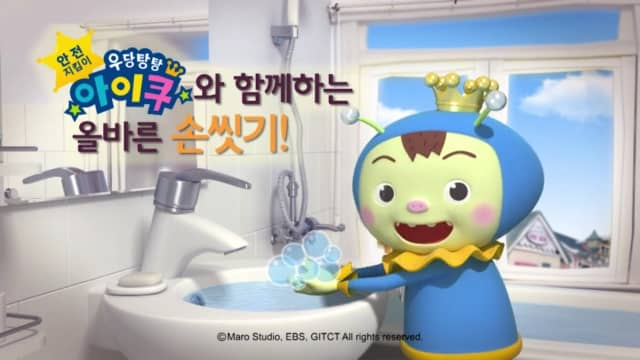 안전
지킴이
우당탕탕
아이쿠와 함께하는
올바른 손씻기!
©Maro Studio, EBS, GITCT All rights reserved.